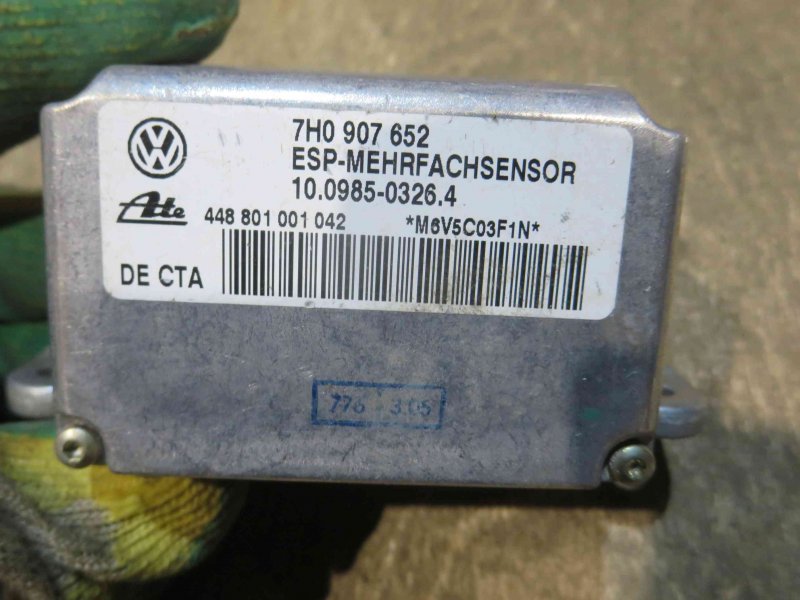 VW
7H0 907 652
ESP-MEHRFACHSENSOR
10.0985-0326.4
Ate
448 801 001 042 *M6V5C03F1N*
DE CTA
776 3.05